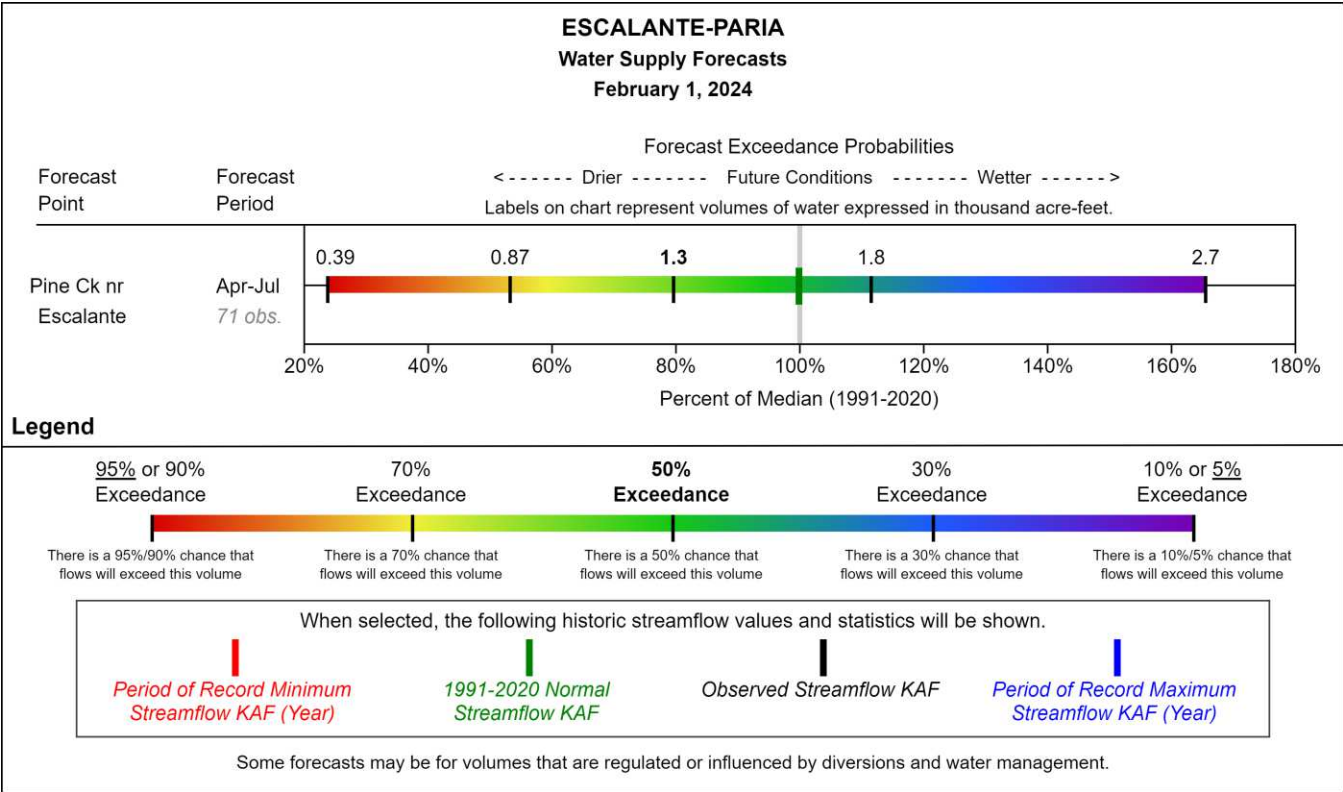 ESCALANTE-PARIA
Water Supply Forecasts
February 1, 2024
Forecast Exceedance Probabilities
Forecast Point
Forecast Period
<------ Drier ------- Future Conditions ------- Wetter ------>
Labels on chart represent volumes of water expressed in thousand acre-feet.
0.39 0.87 1.3 1.8 2.7
Pine Ck nr Escalante
Apr-Jul
71 obs.
20% 40% 60% 80% 100% 120% 140% 160% 180%
Percent of Median (1991-2020)
Legend
95% or 90% Exceedance
70% Exceedance
50% Exceedance
30% Exceedance
10% or 5% Exceedance
There is a 95%/90% chance that
flows will exceed this volume
There is a 70% chance that
flows will exceed this volume
There is a 50% chance that
flows will exceed this volume
There is a 30% chance that
flows will exceed this volume
There is a 10%/5% chance that
flows will exceed this volume
When selected, the following historic streamflow values and statistics will be shown.
Period of Record Minimum
Streamflow KAF (Year)
1991-2020 Normal
Streamflow KAF
Observed Streamflow KAF
Period of Record Maximum
Streamflow KAF (Year)
Some forecasts may be for volumes that are regulated or influenced by diversions and water management.